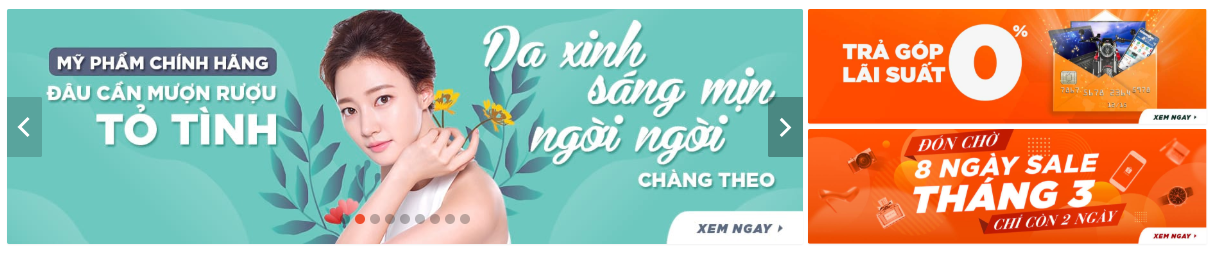 MỸ PHẨM CHÍNH HÃNG
ĐÂU CẦN MƯỢN RƯỢU
TỎ TÌNH
Da xinh
sáng mịn
ngời ngời
CHÀNG THEO
XEM NGAY
TRẢ GÓP
LÃI SUẤT
0%
XEM NGAY
ĐÓN CHỜ
8 NGÀY SALE
THÁNG 3
CHỈ CÒN 2 NGÀY
XEM NGAY